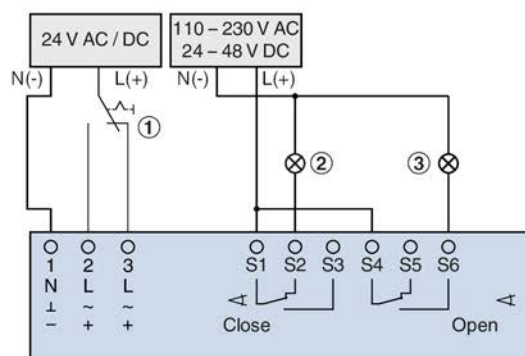 24 V AC / DC
110 – 230 V AC
24 – 48 V DC
N(-) L(+) N(-) L(+)
①
② ③
1 2 3 S1 S2 S3 S4 S5 S6
N L L
⊥ ~ ~
– + +
Close Open